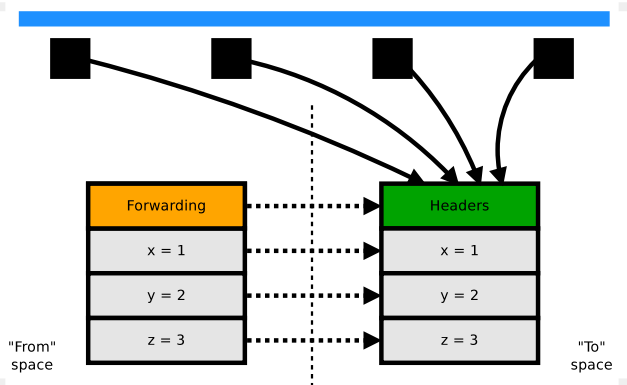 Forwarding
Headers
x = 1
x = 1
y = 2
y = 2
z = 3
z = 3
"From"
space
"To"
space